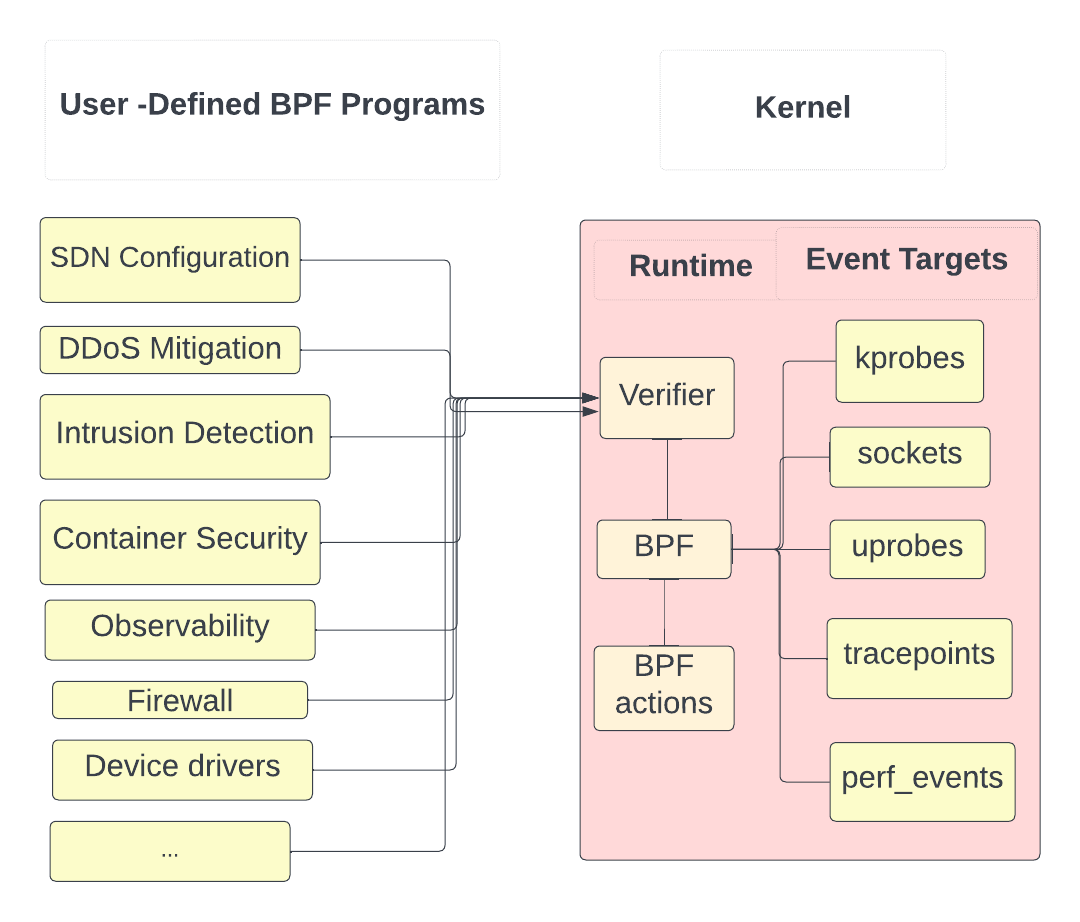 User -Defined BPF Programs
Kernel
SDN Configuration
DDoS Mitigation
Intrusion Detection
Container Security
Observability
Firewall
Device drivers
...
Runtime
Event Targets
Verifier
BPF
BPF
actions
kprobes
sockets
uprobes
tracepoints
perf_events